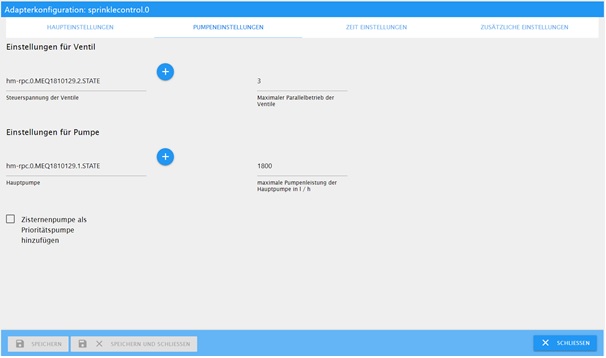 Adapterkonfiguration: sprinklecontrol.0
HAUPTEINSTELLUNGEN
PUMPENEINSTELLUNGEN
ZEIT EINSTELLUNGEN
ZUSÄTZLICHE EINSTELLUNGEN
Einstellungen für Ventil
hm-rpc.0.MEQ1810129.2.STATE
3
Steuerspannung der Ventile
Maximaler Parallelbetrieb der
Ventile
Einstellungen für Pumpe
hm-rpc.0.MEQ1810129.1.STATE
1800
Hauptpumpe
maximale Pumpenleistung der
Hauptpumpe in l / h
Zisternenpumpe als
Prioritätspumpe
hinzufügen
SPEICHERN
SPEICHERN UND SCHLIESSEN
SCHLIESSEN